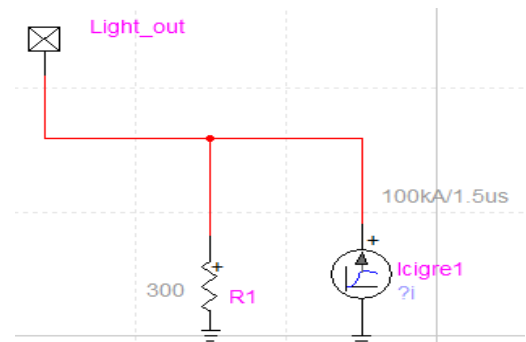 Light_out
100kA/1.5us
+
Icigre1
?i
+
300
R1